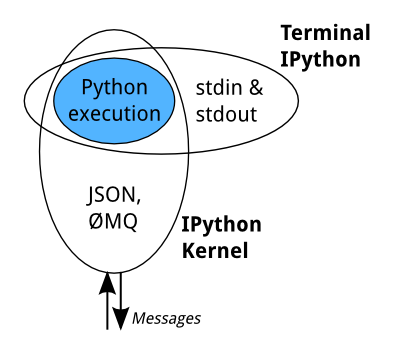 Terminal
IPython
Python
execution
stdin &
stdout
JSON,
ØMQ
IPython
Kernel
Messages